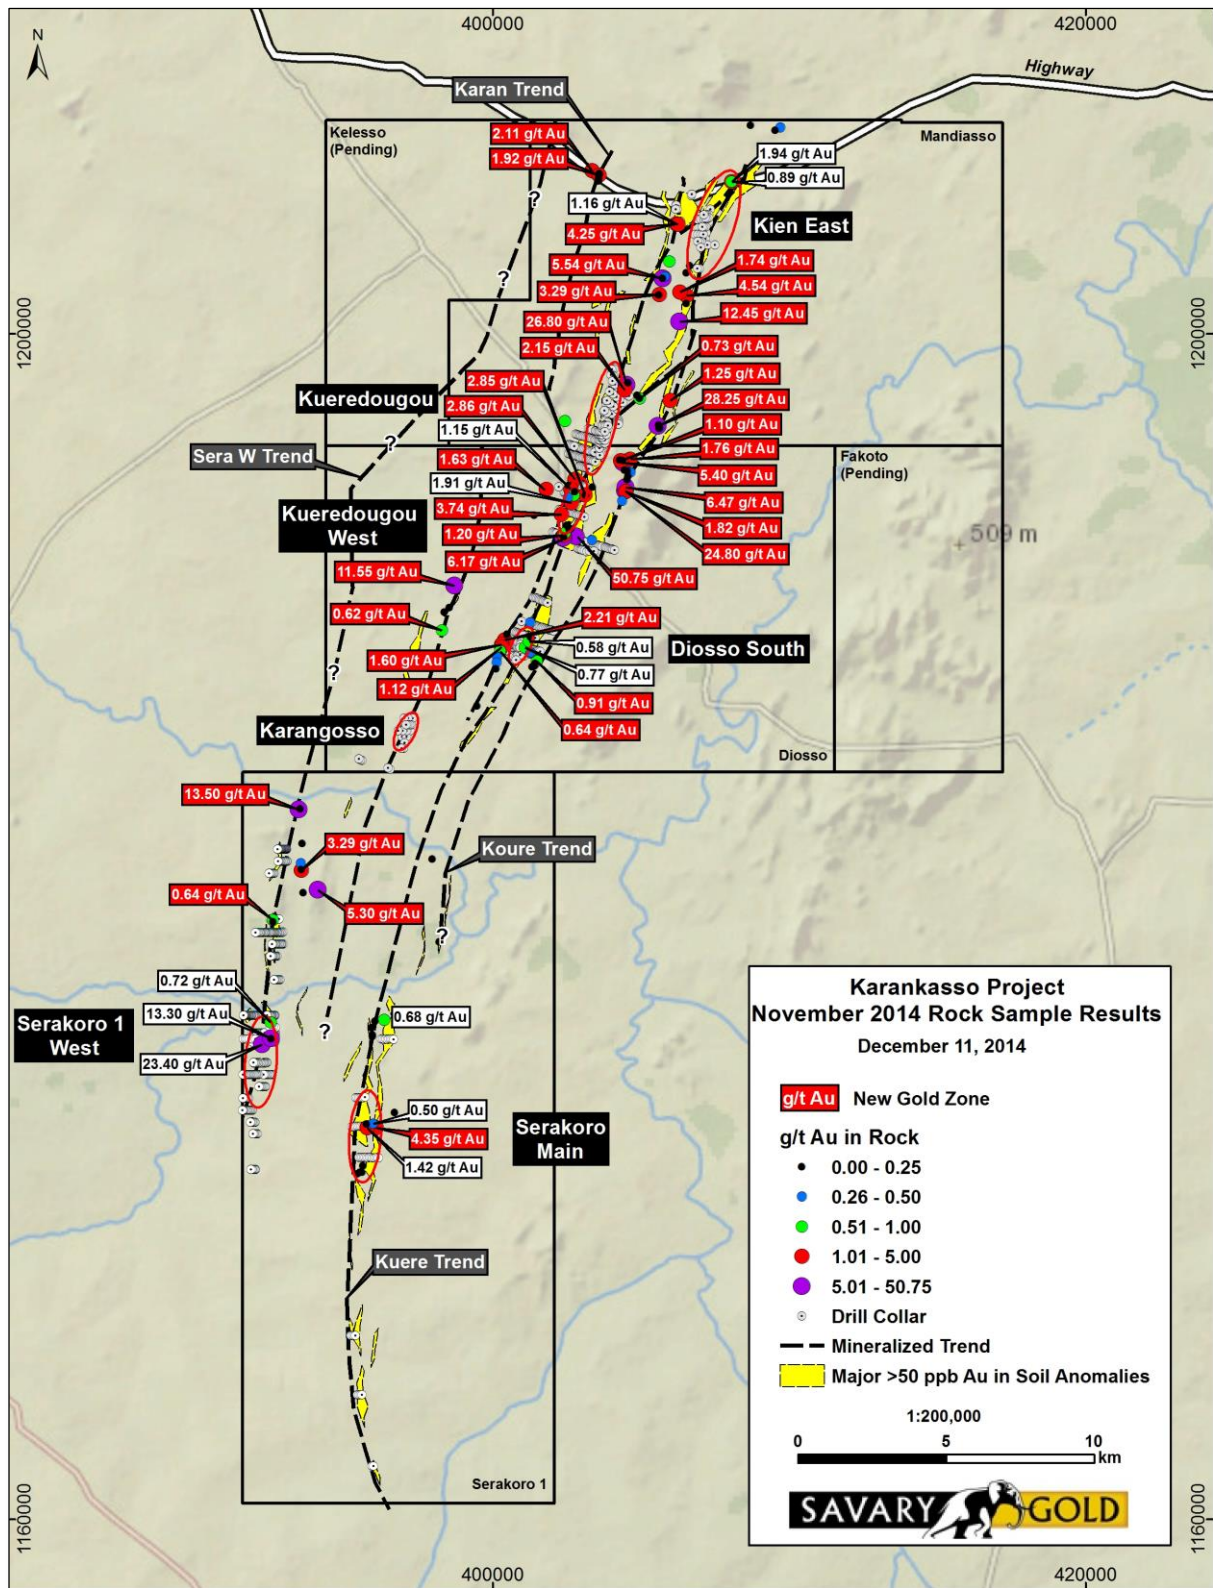 400000
420000
N
Highway
Karan Trend
Kelesso
(Pending)
Mandiasso
2.11 g/t Au
1.92 g/t Au
1.94 g/t Au
0.89 g/t Au
1.16 g/t Au
4.25 g/t Au
Kien East
?
5.54 g/t Au
1.74 g/t Au
3.29 g/t Au
4.54 g/t Au
?
12.45 g/t Au
26.80 g/t Au
1200000
1200000
2.15 g/t Au
0.73 g/t Au
2.85 g/t Au
1.25 g/t Au
Kueredougou
2.86 g/t Au
28.25 g/t Au
1.15 g/t Au
1.10 g/t Au
?
Sera W Trend
1.63 g/t Au
1.76 g/t Au
Fakoto
(Pending)
5.40 g/t Au
1.91 g/t Au
Kueredougou
West
3.74 g/t Au
6.47 g/t Au
1.20 g/t Au
1.82 g/t Au
6.17 g/t Au
24.80 g/t Au
509 m
11.55 g/t Au
50.75 g/t Au
0.62 g/t Au
2.21 g/t Au
0.58 g/t Au
Diosso South
1.60 g/t Au
0.77 g/t Au
?
1.12 g/t Au
0.91 g/t Au
0.64 g/t Au
Karangosso
Diosso
13.50 g/t Au
3.29 g/t Au
Koure Trend
0.64 g/t Au
5.30 g/t Au
?
0.72 g/t Au
13.30 g/t Au
0.68 g/t Au
?
Serakoro 1
West
23.40 g/t Au
0.50 g/t Au
4.35 g/t Au
1.42 g/t Au
Serakoro
Main
Kuere Trend
Serakoro 1
Karankasso Project
November 2014 Rock Sample Results
December 11, 2014
g/t Au New Gold Zone
g/t Au in Rock
0.00 - 0.25
0.26 - 0.50
0.51 - 1.00
1.01 - 5.00
5.01 - 50.75
Drill Collar
Mineralized Trend
Major >50 ppb Au in Soil Anomalies
1:200,000
0 5 10
km
SAVARY GOLD
1160000
1160000
400000
420000